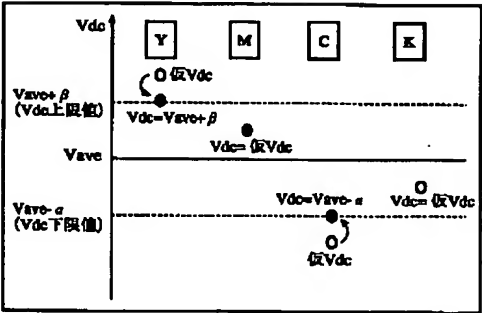 Vdc
Y
M
C
K
仮Vdc
Vave+β
(Vdc上限値)
Vdc=Vave+β
Vdc=仮Vdc
Vave
Vdc=Vave-α
Vdc=仮Vdc
Vave-α
(Vdc下限値)
仮Vdc